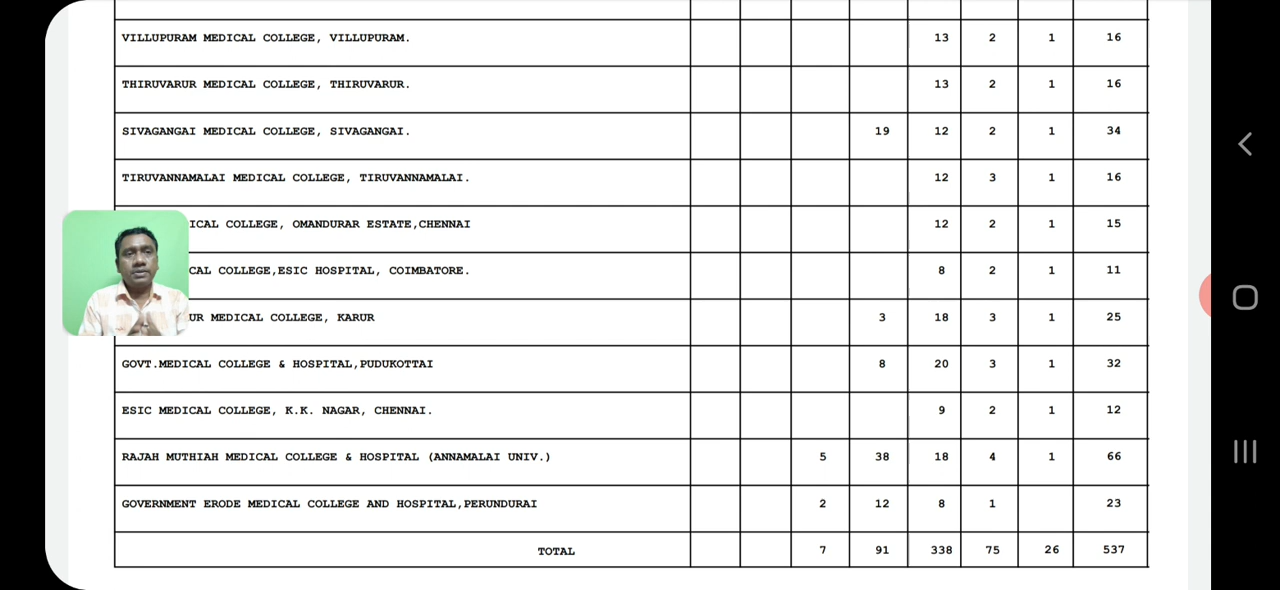 VILLUPURAM MEDICAL COLLEGE, VILLUPURAM. 13 2 1 16
THIRUVARUR MEDICAL COLLEGE, THIRUVARUR. 13 2 1 16
SIVAGANGAI MEDICAL COLLEGE, SIVAGANGAI. 19 12 2 1 34
TIRUVANNAMALAI MEDICAL COLLEGE, TIRUVANNAMALAI. 12 3 1 16
COLLEGE, OMANDURAR ESTATE,CHENNAI 12 2 1 15
COLLEGE,ESIC HOSPITAL, COIMBATORE. 8 2 1 11
MEDICAL COLLEGE, KARUR 3 18 3 1 25
GOVT.MEDICAL COLLEGE & HOSPITAL,PUDUKOTTAI 8 20 3 1 32
ESIC MEDICAL COLLEGE, K.K. NAGAR, CHENNAI. 9 2 1 12
RAJAH MUTHIAH MEDICAL COLLEGE & HOSPITAL (ANNAMALAI UNIV.) 5 38 18 4 1 66
GOVERNMENT ERODE MEDICAL COLLEGE AND HOSPITAL,PERUNDURAI 2 12 8 1 23
TOTAL 7 91 338 75 26 537